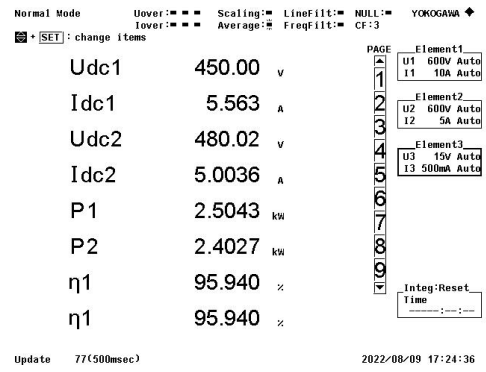 Normal Mode Uover:■ ■ ■ Scaling:■ LineFilt:■ NULL:■ YOKOGAWA ◆
Iover:■ ■ ■ Average:■ FreqFilt:■ CF:3
+ SET : change items
PAGE
Udc1 450.00 V
Idc1 5.563 A
Udc2 480.02 V
Idc2 5.0036 A
P1 2.5043 kW
P2 2.4027 kW
η1 95.940 %
η1 95.940 %
1
2
3
4
5
6
7
8
9
Element1
U1 600V Auto
I1 10A Auto
Element2
U2 600V Auto
I2 5A Auto
Element3
U3 15V Auto
I3 500mA Auto
Integ:Reset
Time
-----:--:--
Update 77(500msec) 2022/08/09 17:24:36